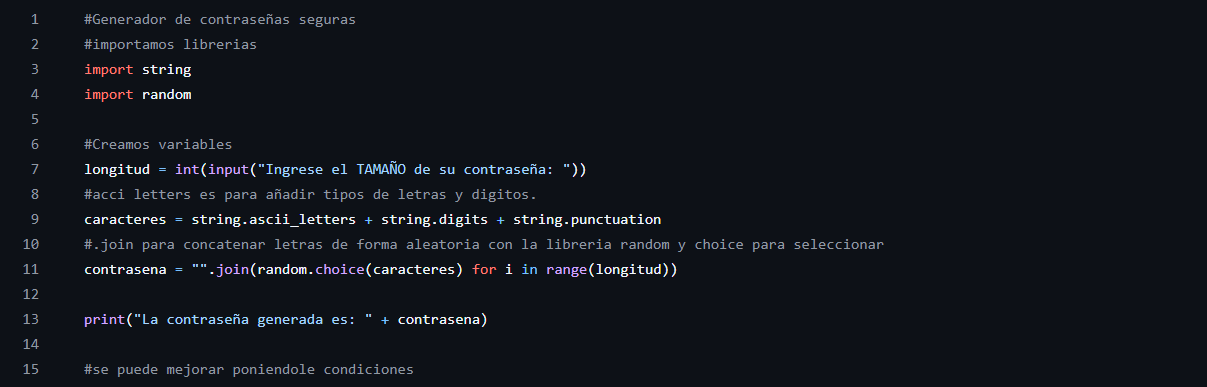 1 #Generador de contraseñas seguras
2 #importamos librerias
3 import string
4 import random
5
6 #Creamos variables
7 longitud = int(input("Ingrese el TAMAÑO de su contraseña: "))
8 #acci letters es para añadir tipos de letras y digitos.
9 caracteres = string.ascii_letters + string.digits + string.punctuation
10 #.join para concatenar letras de forma aleatoria con la libreria random y choice para seleccionar
11 contrasena = "".join(random.choice(caracteres) for i in range(longitud))
12
13 print("La contraseña generada es: " + contrasena)
14
15 #se puede mejorar poniendole condiciones